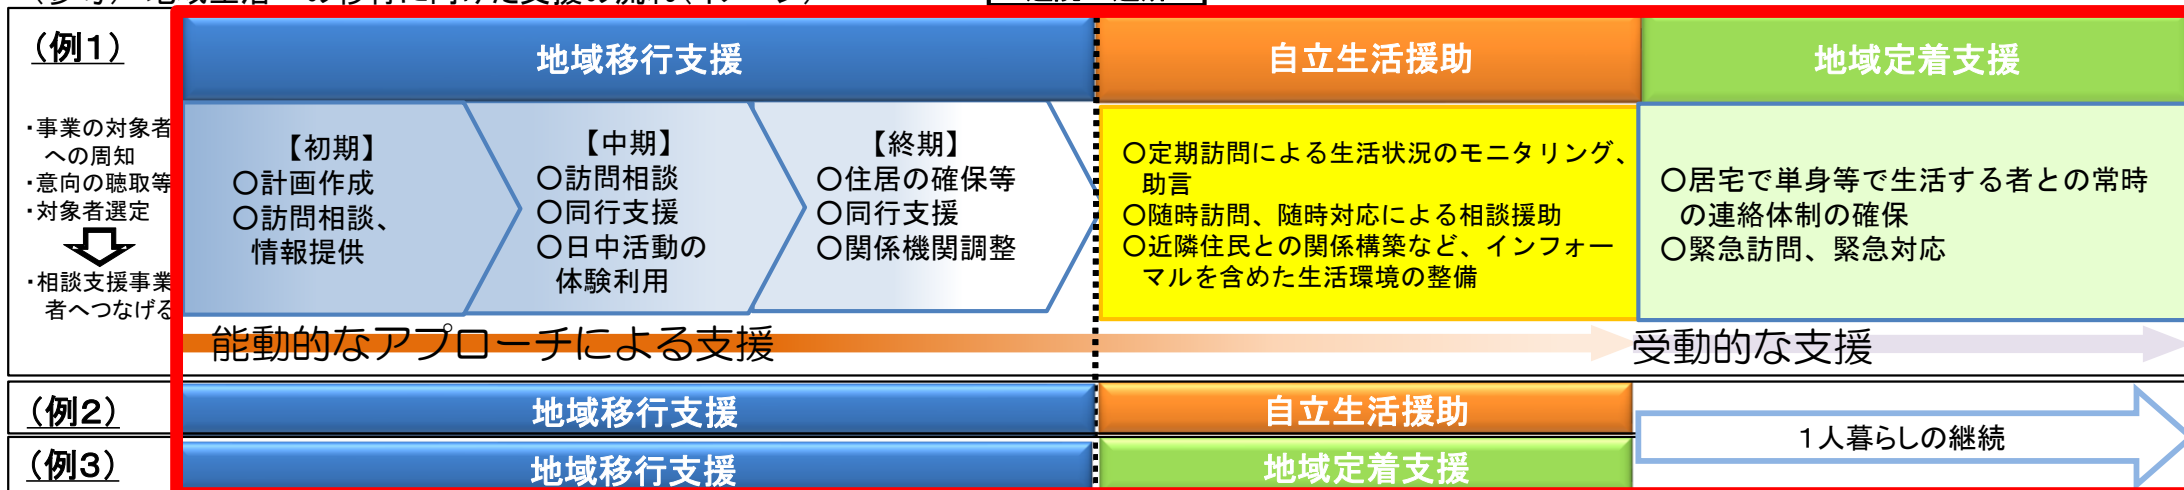 (例1)
・事業の対象者
への周知
・意向の聴取等
・対象者選定
・相談支援事業
者へつなげる
地域移行支援
自立生活援助
地域定着支援
【初期】
〇計画作成
〇訪問相談、
情報提供
【中期】
〇訪問相談
〇同行支援
〇日中活動の
体験利用
【終期】
〇住居の確保等
〇同行支援
〇関係機関調整
〇定期訪問による生活状況のモニタリング、
助言
〇随時訪問、随時対応による相談援助
〇近隣住民との関係構築など、インフォー
マルを含めた生活環境の整備
〇居宅で単身等で生活する者との常時
の連絡体制の確保
〇緊急訪問、緊急対応
能動的なアプローチによる支援
受動的な支援
(例2)
地域移行支援
自立生活援助
1人暮らしの継続
(例3)
地域移行支援
地域定着支援